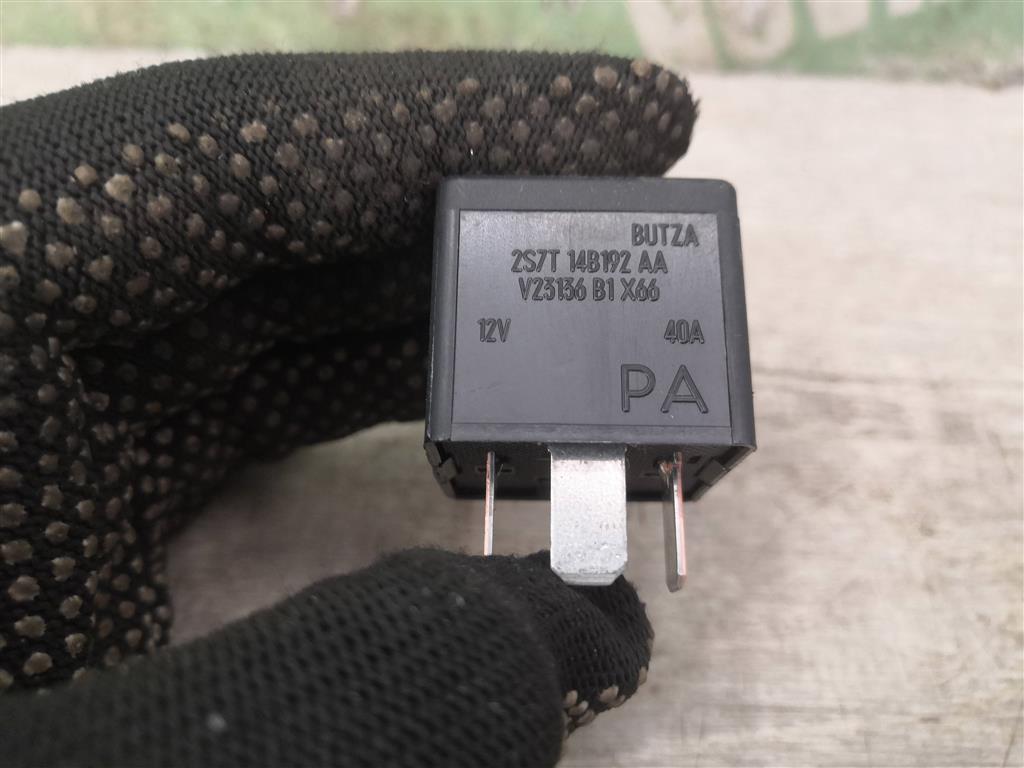 BUTZA
2S7T 14B192 AA
V23136 B1 X66
12V 40A
PA